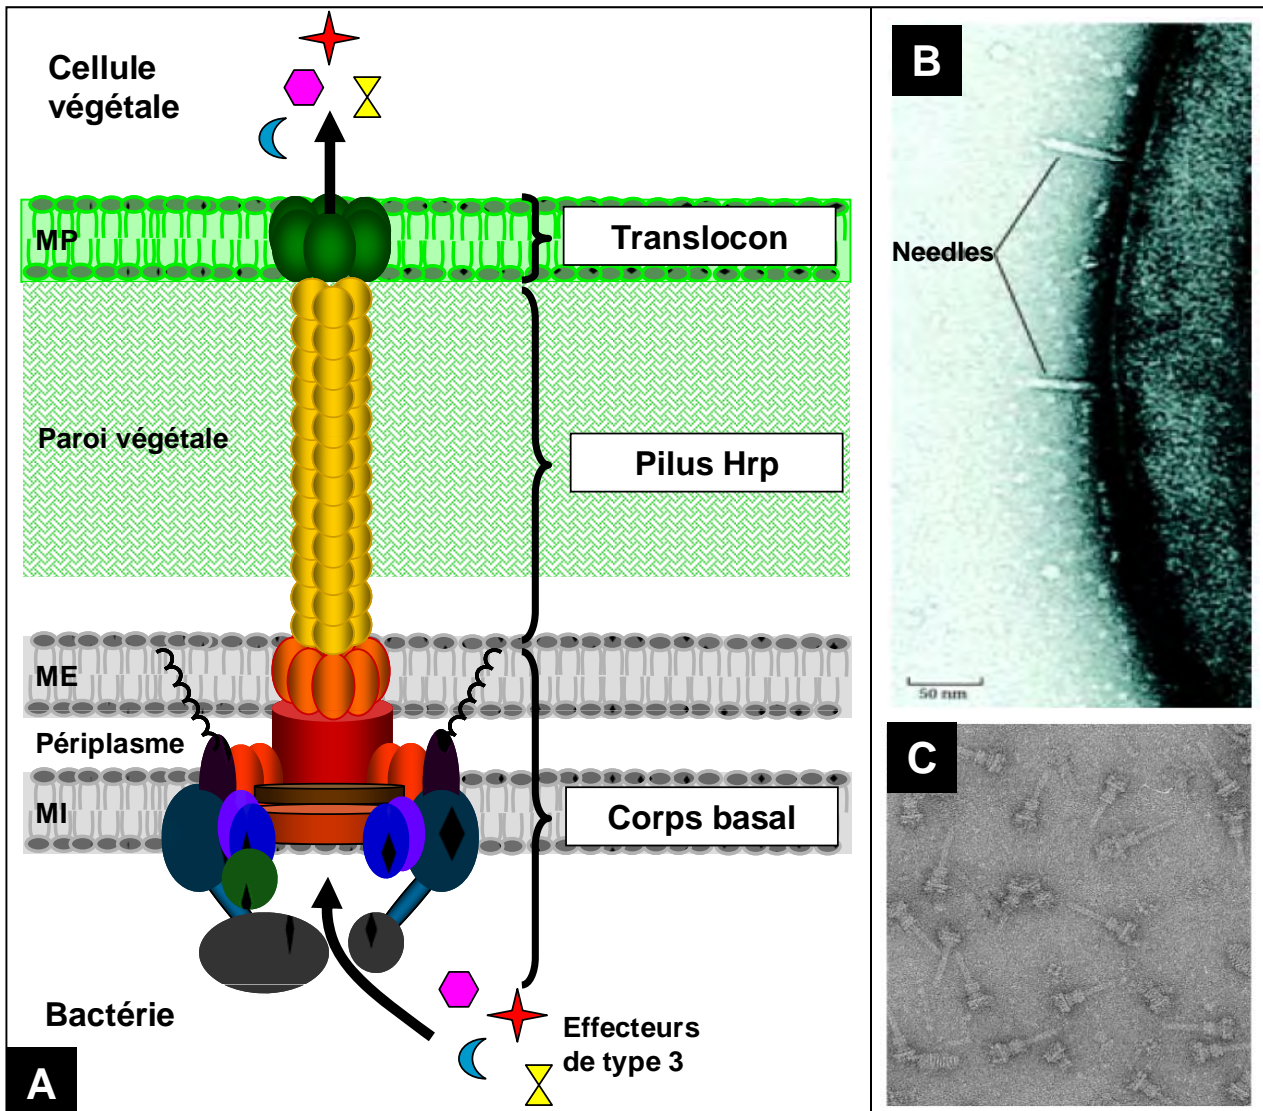 Cellule
végétale
MP
Translocon
Paroi végétale
Pilus Hrp
ME
Périplasme
MI
Corps basal
Bactérie
Effecteurs
de type 3
A
B
Needles
50 nm
C